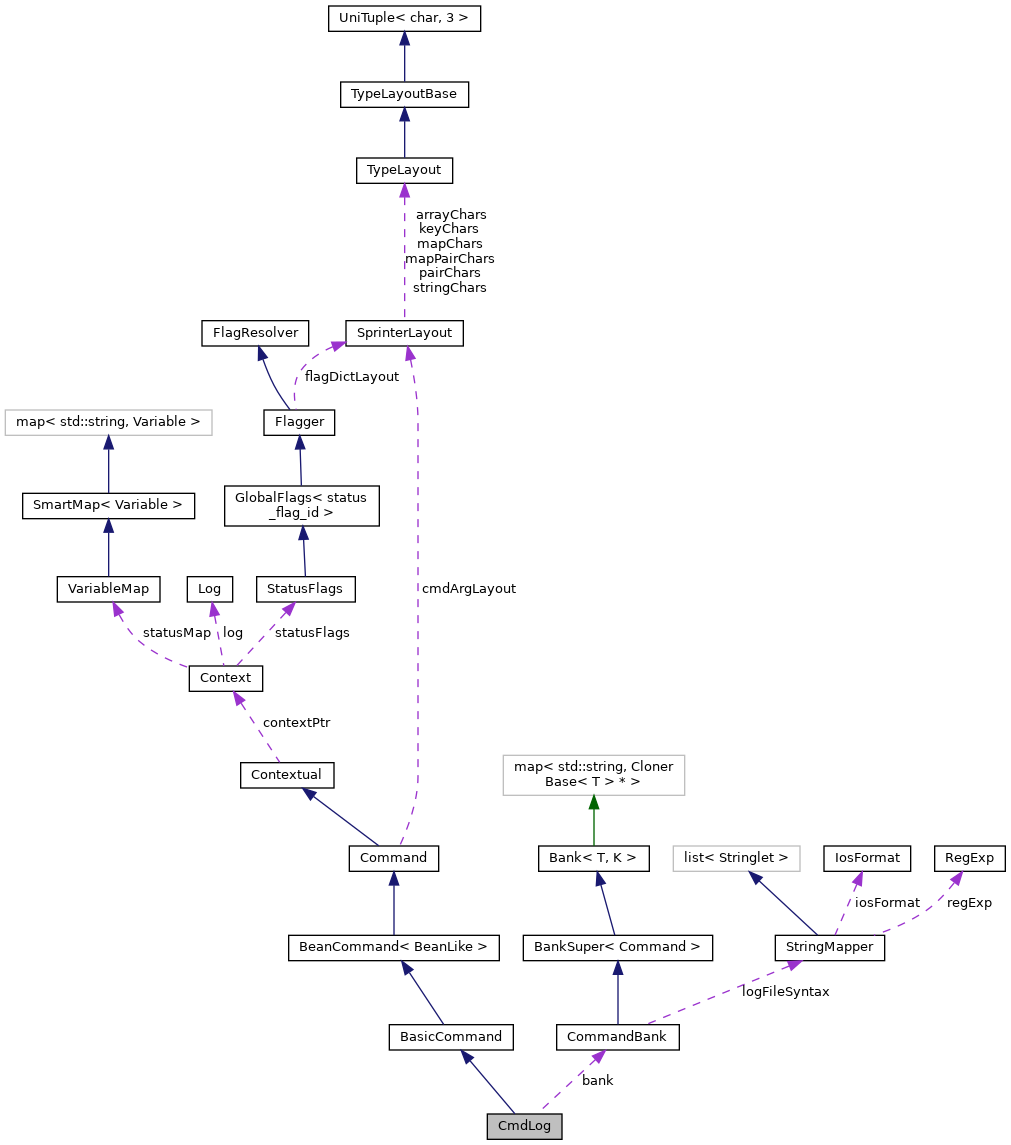 UniTuple< char, 3 >
TypeLayoutBase
TypeLayout
arrayChars
keyChars
mapChars
mapPairChars
pairChars
stringChars
FlagResolver
SprinterLayout
flagDictLayout
map< std::string, Variable >
Flagger
SmartMap< Variable >
GlobalFlags< status
_flag_id >
VariableMap
Log
StatusFlags
cmdArgLayout
statusMap
log
statusFlags
Context
contextPtr
Contextual
map< std::string, Cloner
Base< T > * >
Command
Bank< T, K >
list< Stringlet >
IosFormat
RegExp
iosFormat
regExp
BeanCommand< BeanLike >
BankSuper< Command >
StringMapper
logFileSyntax
BasicCommand
CommandBank
bank
CmdLog